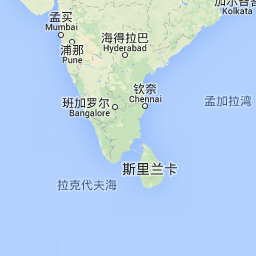 加尔各答
Kolkata
孟买
Mumbai
浦那
Pune
海得拉巴
Hyderabad
班加罗尔
Bangalore
钦奈
Chennai
孟加拉湾
斯里兰卡
拉克代夫海